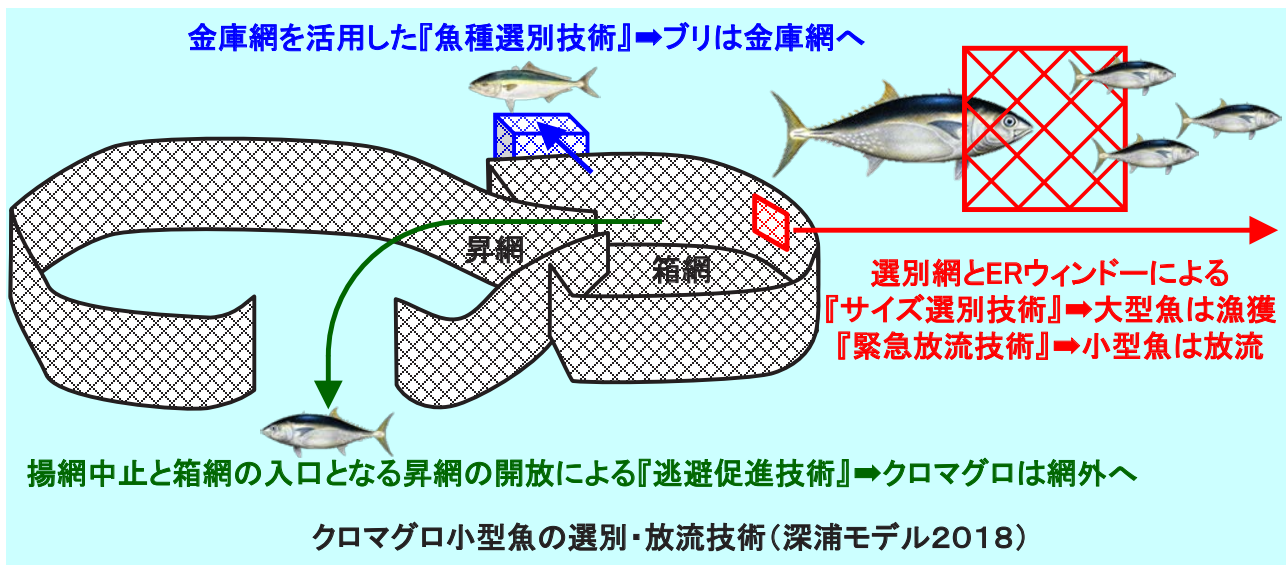 金庫網を活用した『魚種選別技術』➡ブリは金庫網へ
昇網
箱網
選別網とERウィンドーによる
『サイズ選別技術』➡大型魚は漁獲
『緊急放流技術』➡小型魚は放流
揚網中止と箱網の入口となる昇網の開放による『逃避促進技術』➡クロマグロは網外へ
クロマグロ小型魚の選別・放流技術(深浦モデル2018)